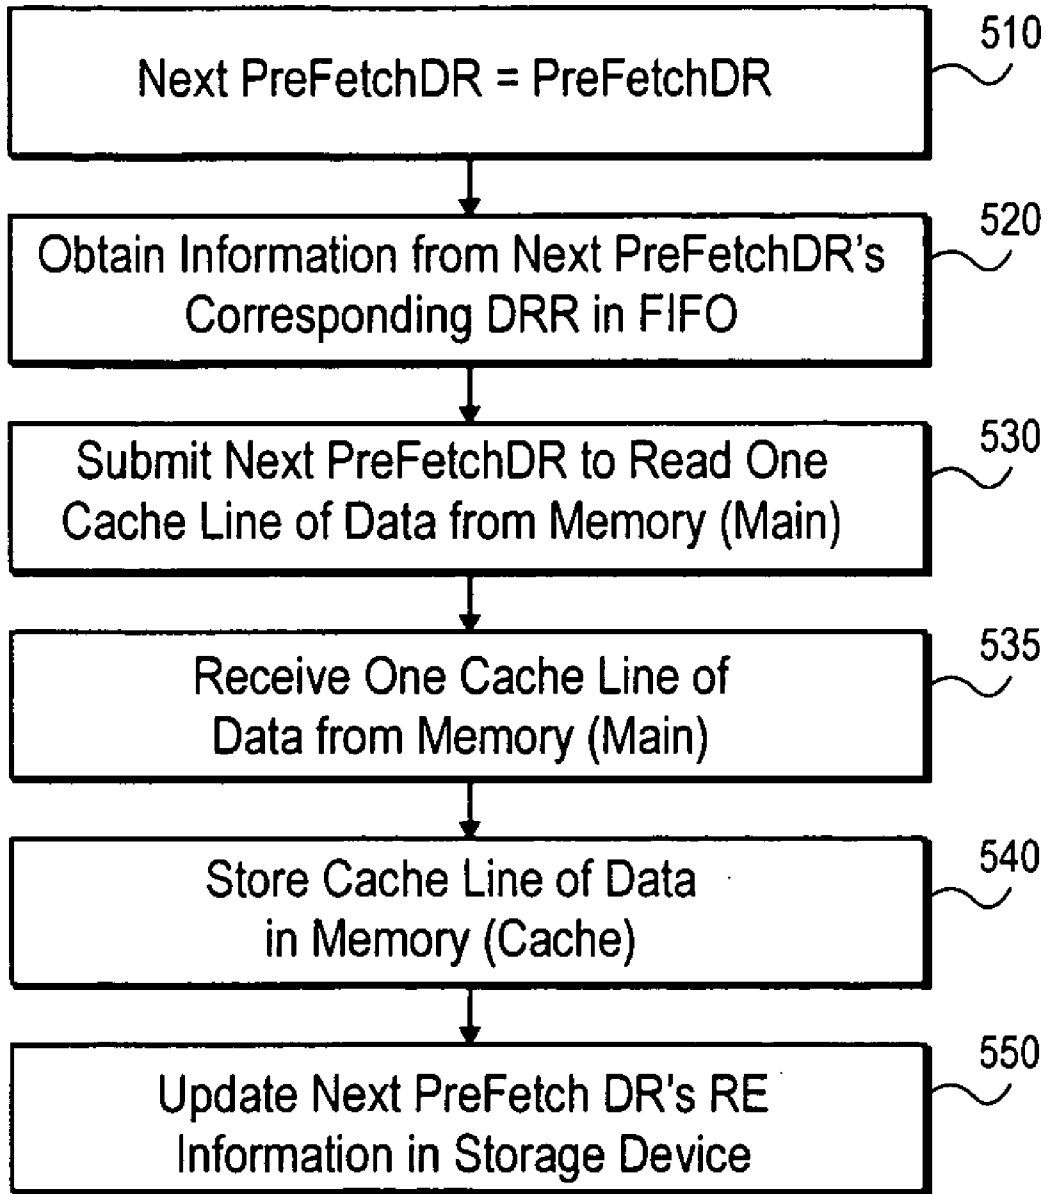 510
Next PreFetchDR = PreFetchDR
520
Obtain Information from Next PreFetchDR's
Corresponding DRR in FIFO
530
Submit Next PreFetchDR to Read One
Cache Line of Data from Memory (Main)
535
Receive One Cache Line of
Data from Memory (Main)
540
Store Cache Line of Data
in Memory (Cache)
550
Update Next PreFetch DR's RE
Information in Storage Device